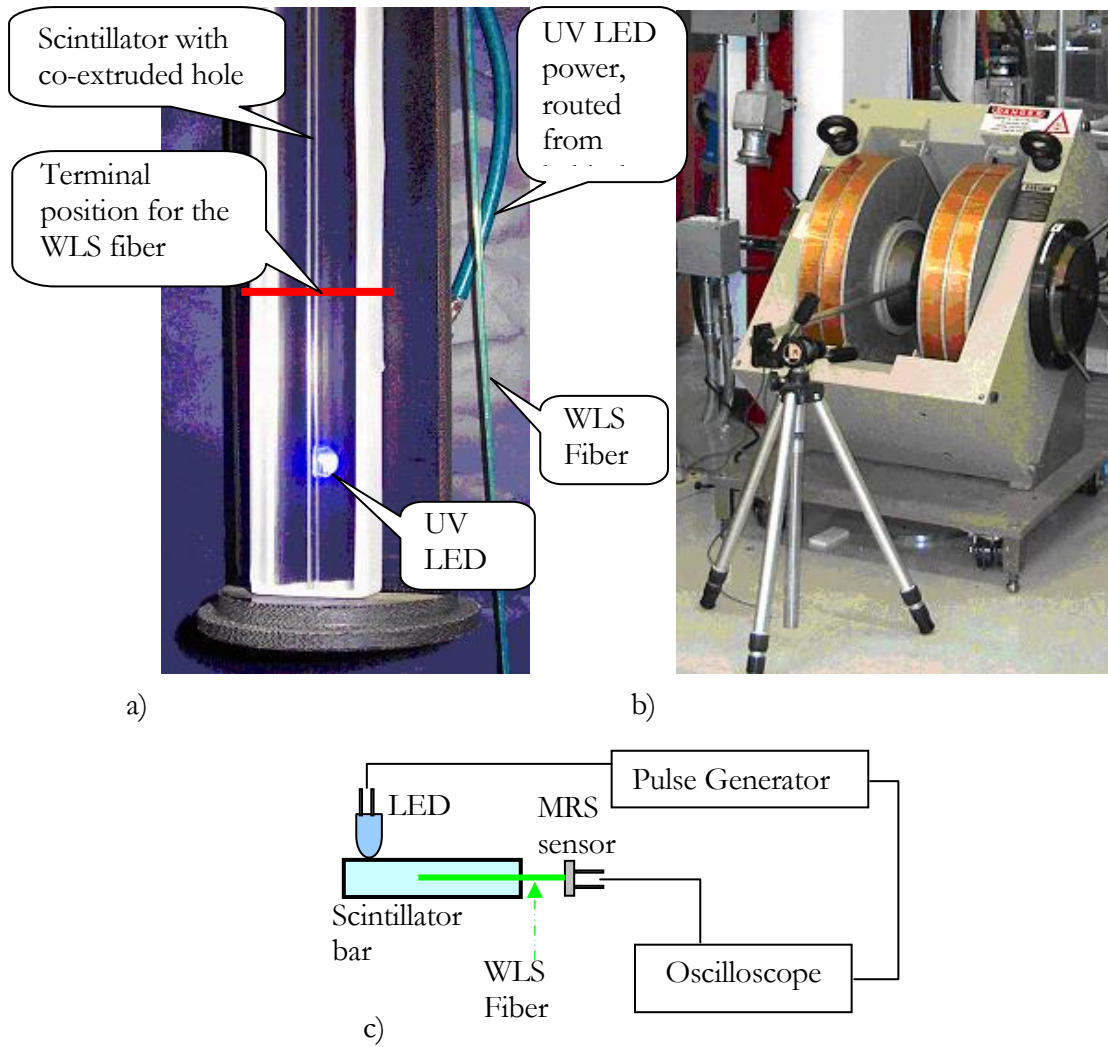 Scintillator with
co-extruded hole
Terminal
position for the
WLS fiber
UV LED
power,
routed
from
WLS
Fiber
UV
LED
DANGER
a)
b)
Pulse Generator
LED
MRS
sensor
Scintillator
bar
WLS
Fiber
Oscilloscope
c)